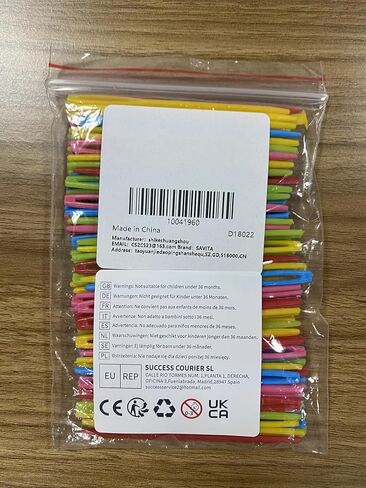 10041960
Made in China
D18022
Manufacturer: shikechuangshou
EMAIL: CSZCS23@163.com Brand: SAVITA
Address: taoyuanjiedaopingshanshequ,SZ,GD,518000,CN
GB Warnings: Not suitable for children under 36 months.
DE Warnungen: Nicht geeignet für Kinder unter 36 Monaten.
FR Attention: Ne convient pas aux enfants de moins de 36 mois.
IT Avvertenze: Non adatto a bambini sotto i 36 mesi.
ES Advertencia: No adecuado para niños menores de 36 meses.
NL Waarschuwingen: Niet geschikt voor kinderen jonger dan 36 maanden.
SE Varningar: Ej lämplig för barn under 36 månader.
PL Ostrzeżenia: Nie nadaje się dla dzieci poniżej 36 miesięcy.
EU REP
SUCCESS COURIER SL
CALLE RIO TORMES NUM. 1,PLANTA 1, DERECHA,
OFICINA 3,Fuenlabrada, Madrid,28947 Spain
successservice2@hotmail.com
CE
0-3
UK
CA